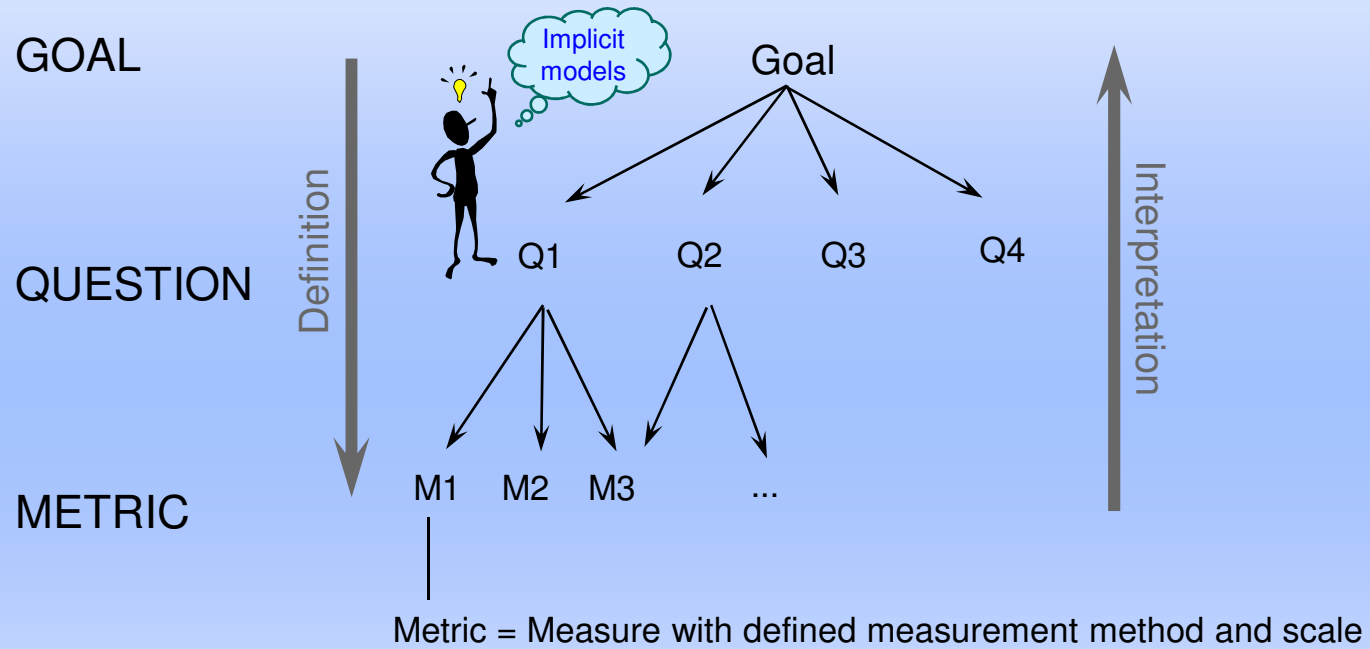 GOAL
Implicit
models
Goal
Definition
Interpretation
QUESTION
Q1
Q2
Q3
Q4
METRIC
M1
M2
M3
...
Metric = Measure with defined measurement method and scale